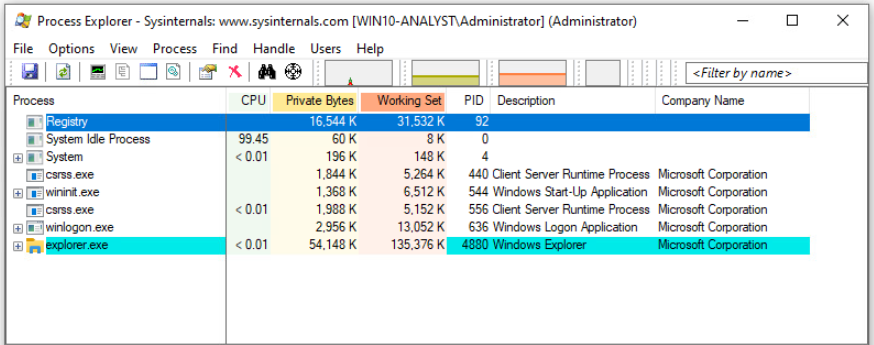 Process Explorer - Sysinternals: www.sysinternals.com [WIN10-ANALYST\Administrator] (Administrator)
File Options View Process Find Handle Users Help
<Filter by name>
Process CPU Private Bytes Working Set PID Description Company Name
Registry 16,544 K 31,532 K 92
System Idle Process 99.45 60 K 8 K 0
System < 0.01 196 K 148 K 4
csrss.exe 1,844 K 5,264 K 440 Client Server Runtime Process Microsoft Corporation
wininit.exe 1,368 K 6,512 K 544 Windows Start-Up Application Microsoft Corporation
csrss.exe < 0.01 1,988 K 5,152 K 556 Client Server Runtime Process Microsoft Corporation
winlogon.exe 2,956 K 13,052 K 636 Windows Logon Application Microsoft Corporation
explorer.exe < 0.01 54,148 K 135,376 K 4880 Windows Explorer Microsoft Corporation